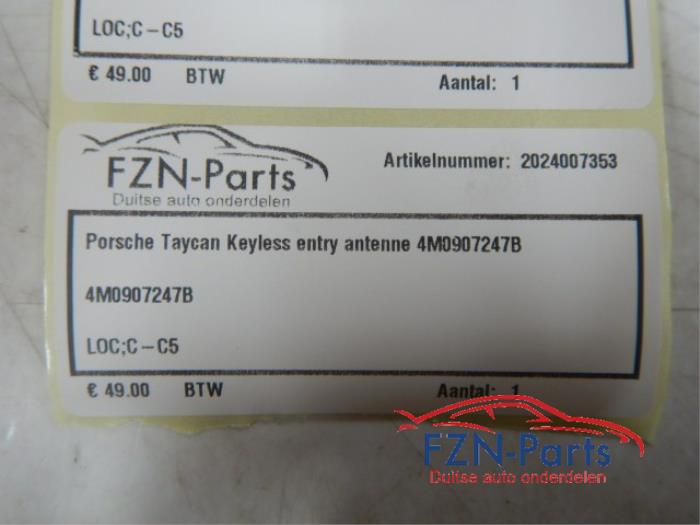 LOC;C-C5
€ 49.00 BTW Aantal: 1
FZN-Parts
Duitse auto onderdelen
Artikelnummer: 2024007353
Porsche Taycan Keyless entry antenne 4M0907247B
4M0907247B
LOC;C-C5
€ 49.00 BTW Aantal: 1
FZN-Parts
Duitse auto onderdelen